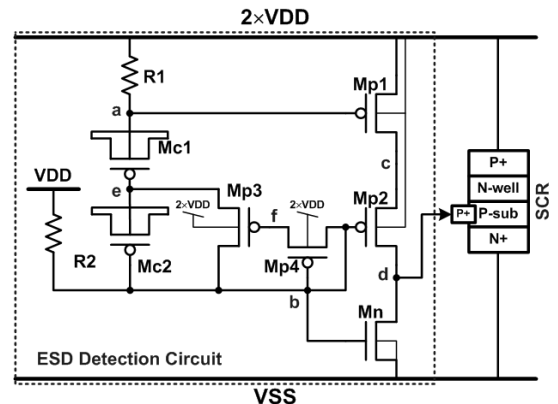 2×VDD
R1
Mp1
a
Mc1
c
P+
VDD
e
Mp3
2×VDD
2×VDD
Mp2
N-well
SCR
f
P+
P-sub
R2
Mc2
Mp4
N+
d
b
Mn
ESD Detection Circuit
VSS